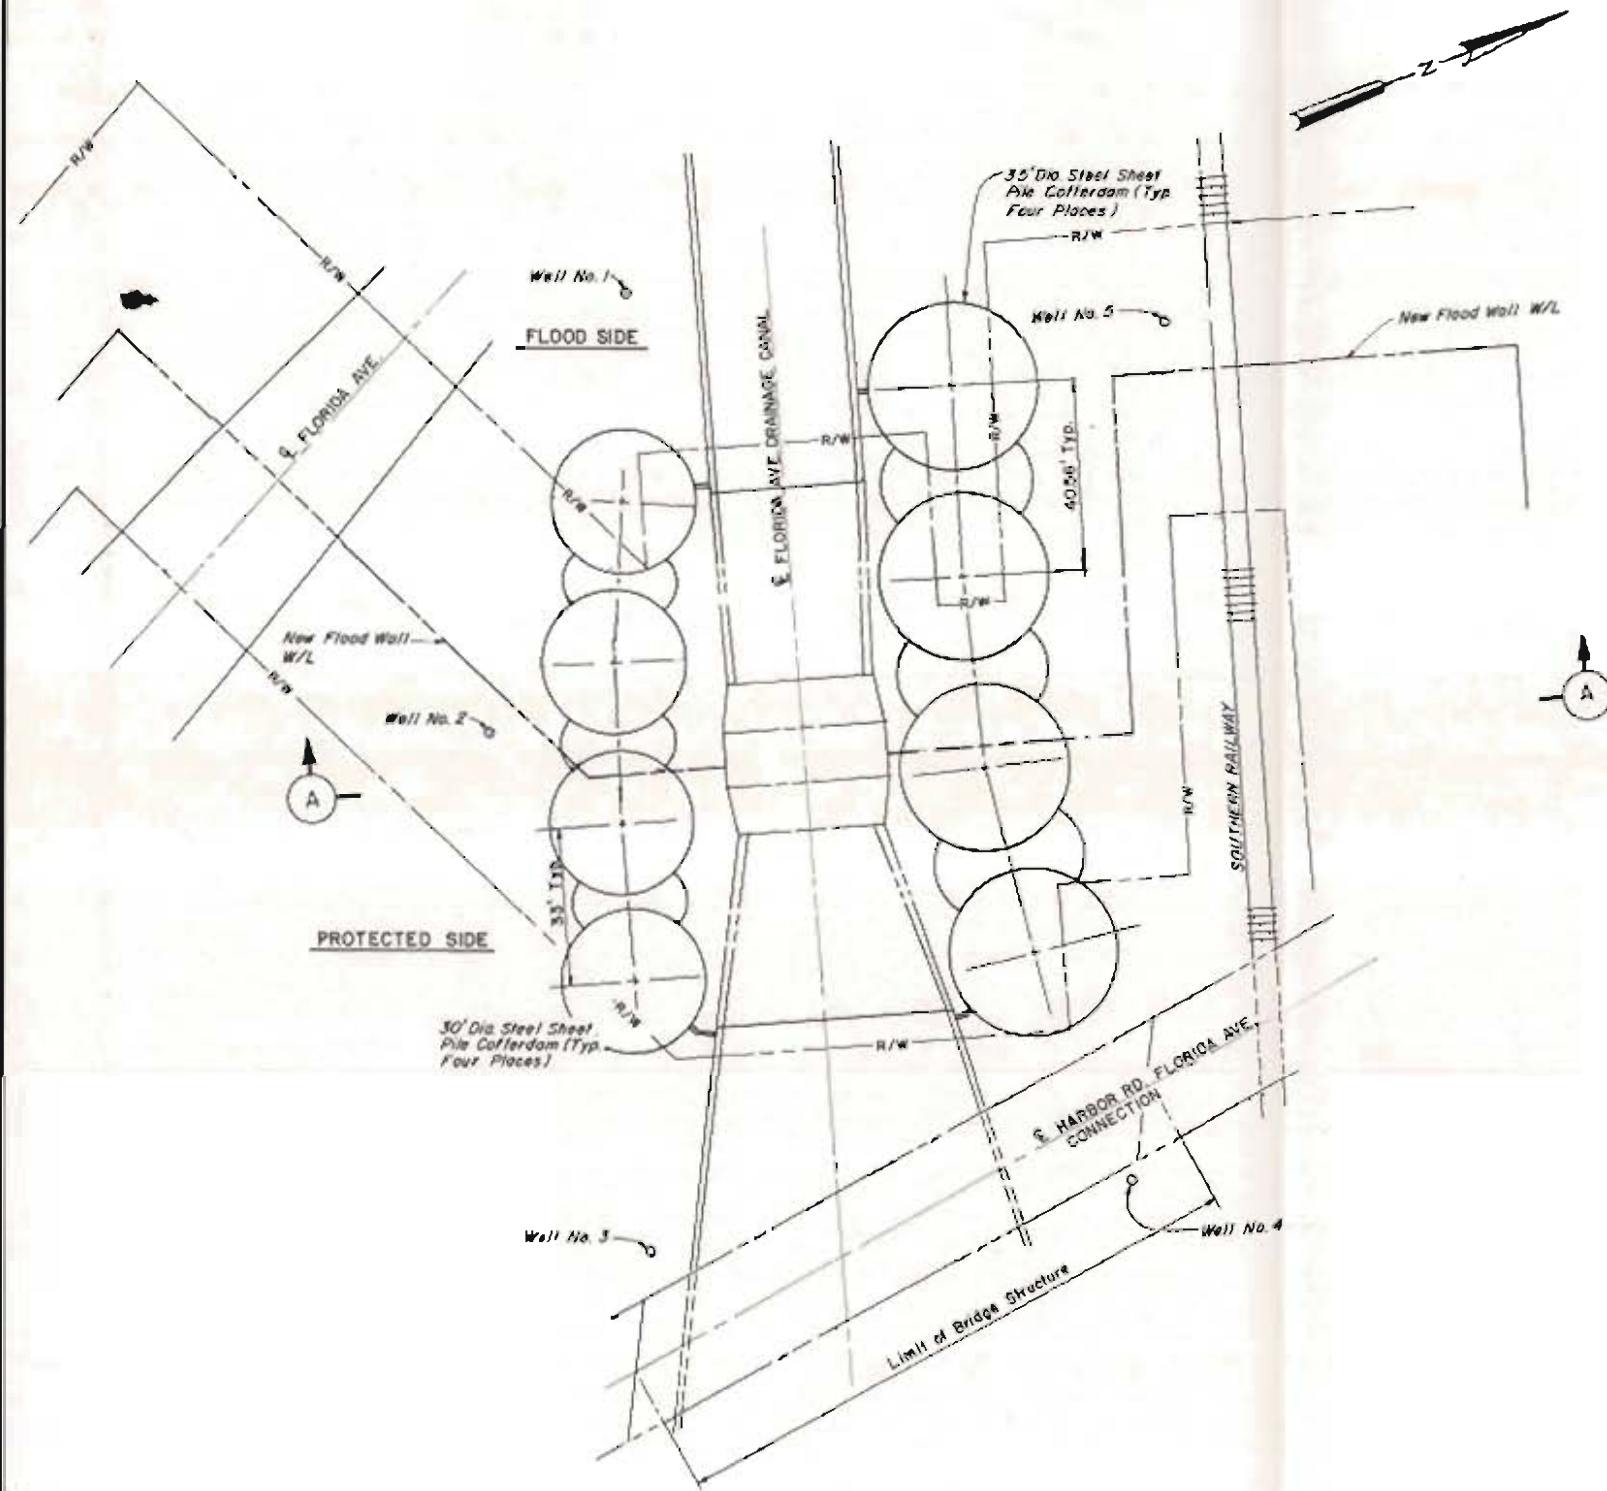 N
R/W
35' Dia Steel Sheet
Pile Cofferdam (Typ
Four Places)
R/W
R/W
Well No. 1
FLOOD SIDE
Well No. 5
New Flood Wall W/L
℄ FLORIDA AVE.
℄ FLORIDA AVE DRAINAGE CANAL
R/W
R/W
40.56' Typ.
R/W
R/W
New Flood Wall
W/L
R/W
Well No. 2
A
A
SOUTHERN RAILWAY
R/W
35' Typ
PROTECTED SIDE
R/W
30' Dia. Steel Sheet
Pile Cofferdam (Typ.
Four Places)
R/W
℄ HARBOR RD. FLORIDA AVE.
CONNECTION
Well No. 3
Well No. 4
Limit of Bridge Structure